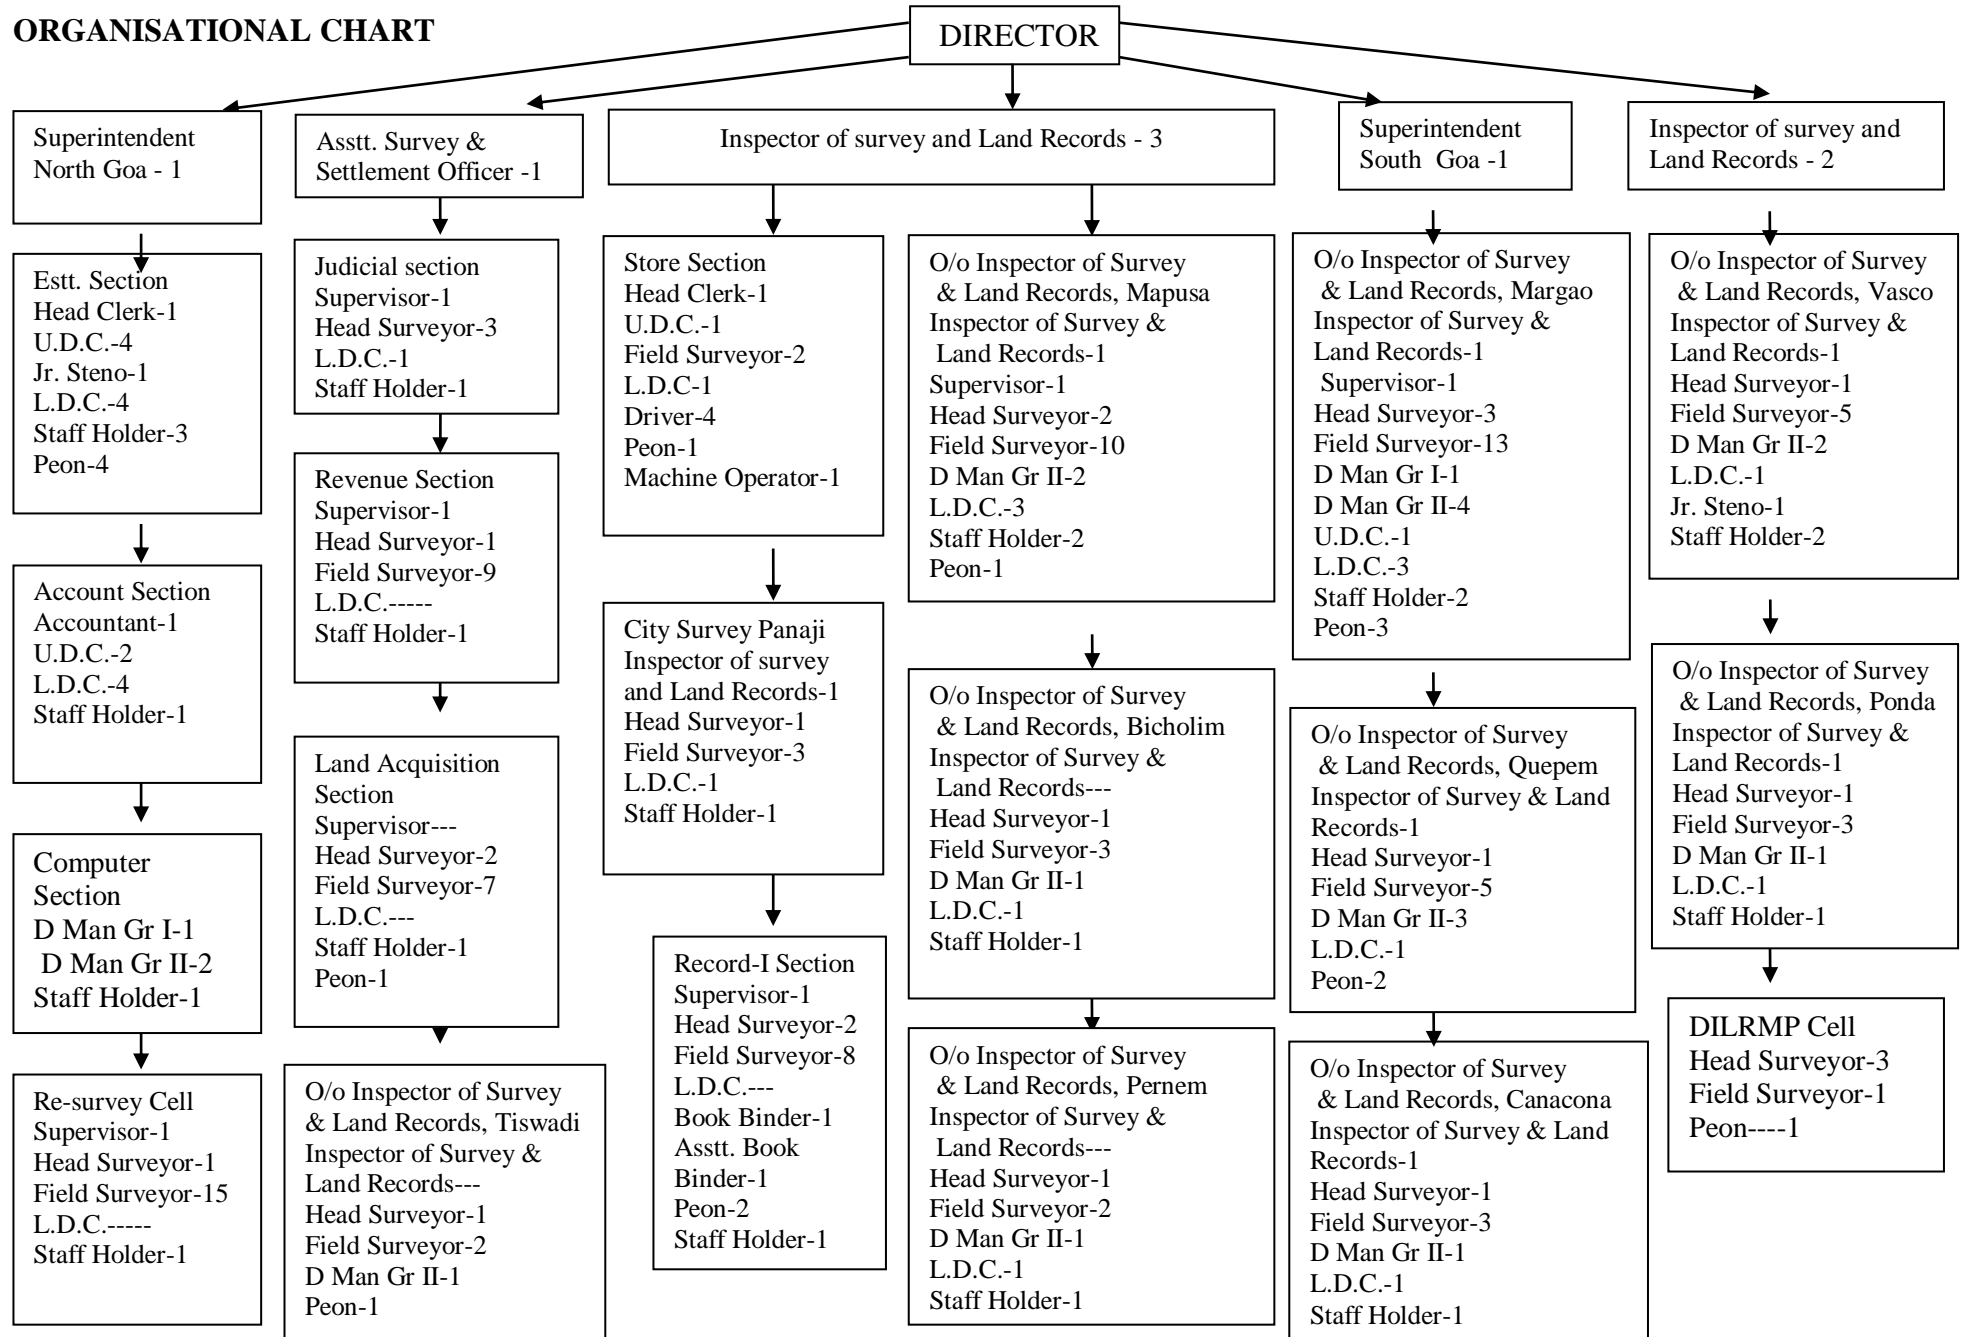 ORGANISATIONAL CHART
DIRECTOR
Superintendent
North Goa - 1
Asstt. Survey &
Settlement Officer -1
Inspector of survey and Land Records - 3
Superintendent
South  Goa -1
Inspector of survey and
Land Records - 2
Estt. Section
Head Clerk-1
U.D.C.-4
Jr. Steno-1
L.D.C.-4
Staff Holder-3
Peon-4
Account Section
Accountant-1
U.D.C.-2
L.D.C.-4
Staff Holder-1
Computer
Section
D Man Gr I-1
D Man Gr II-2
Staff Holder-1
Re-survey Cell
Supervisor-1
Head Surveyor-1
Field Surveyor-15
L.D.C.-----
Staff Holder-1
Judicial section
Supervisor-1
Head Surveyor-3
L.D.C.-1
Staff Holder-1
Revenue Section
Supervisor-1
Head Surveyor-1
Field Surveyor-9
L.D.C.-----
Staff Holder-1
Land Acquisition
Section
Supervisor---
Head Surveyor-2
Field Surveyor-7
L.D.C.---
Staff Holder-1
Peon-1
O/o Inspector of Survey
& Land Records, Tiswadi
Inspector of Survey &
Land Records---
Head Surveyor-1
Field Surveyor-2
D Man Gr II-1
Peon-1
Store Section
Head Clerk-1
U.D.C.-1
Field Surveyor-2
L.D.C-1
Driver-4
Peon-1
Machine Operator-1
City Survey Panaji
Inspector of survey
and Land Records-1
Head Surveyor-1
Field Surveyor-3
L.D.C.-1
Staff Holder-1
Record-I Section
Supervisor-1
Head Surveyor-2
Field Surveyor-8
L.D.C.---
Book Binder-1
Asstt. Book
Binder-1
Peon-2
Staff Holder-1
O/o Inspector of Survey
& Land Records, Mapusa
Inspector of Survey &
Land Records-1
Supervisor-1
Head Surveyor-2
Field Surveyor-10
D Man Gr II-2
L.D.C.-3
Staff Holder-2
Peon-1
O/o Inspector of Survey
& Land Records, Bicholim
Inspector of Survey &
Land Records---
Head Surveyor-1
Field Surveyor-3
D Man Gr II-1
L.D.C.-1
Staff Holder-1
O/o Inspector of Survey
& Land Records, Pernem
Inspector of Survey &
Land Records---
Head Surveyor-1
Field Surveyor-2
D Man Gr II-1
L.D.C.-1
Staff Holder-1
O/o Inspector of Survey
& Land Records, Margao
Inspector of Survey &
Land Records-1
Supervisor-1
Head Surveyor-3
Field Surveyor-13
D Man Gr I-1
D Man Gr II-4
U.D.C.-1
L.D.C.-3
Staff Holder-2
Peon-3
O/o Inspector of Survey
& Land Records, Quepem
Inspector of Survey & Land
Records-1
Head Surveyor-1
Field Surveyor-5
D Man Gr II-3
L.D.C.-1
Peon-2
O/o Inspector of Survey
& Land Records, Canacona
Inspector of Survey & Land
Records-1
Head Surveyor-1
Field Surveyor-3
D Man Gr II-1
L.D.C.-1
Staff Holder-1
O/o Inspector of Survey
& Land Records, Vasco
Inspector of Survey &
Land Records-1
Head Surveyor-1
Field Surveyor-5
D Man Gr II-2
L.D.C.-1
Jr. Steno-1
Staff Holder-2
O/o Inspector of Survey
& Land Records, Ponda
Inspector of Survey &
Land Records-1
Head Surveyor-1
Field Surveyor-3
D Man Gr II-1
L.D.C.-1
Staff Holder-1
DILRMP Cell
Head Surveyor-3
Field Surveyor-1
Peon----1